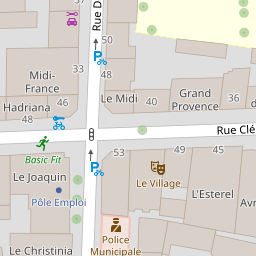 Rue D
50
48
46
33
Midi-
France
48
Hadriana
Le Midi
40
Grand
Provence
36
Rue Clé
Basic Fit
53
49
45
Le Joaquin
Pôle Emploi
Le Village
L'Esterel
Avr
Police
Municipale
Le Christinia